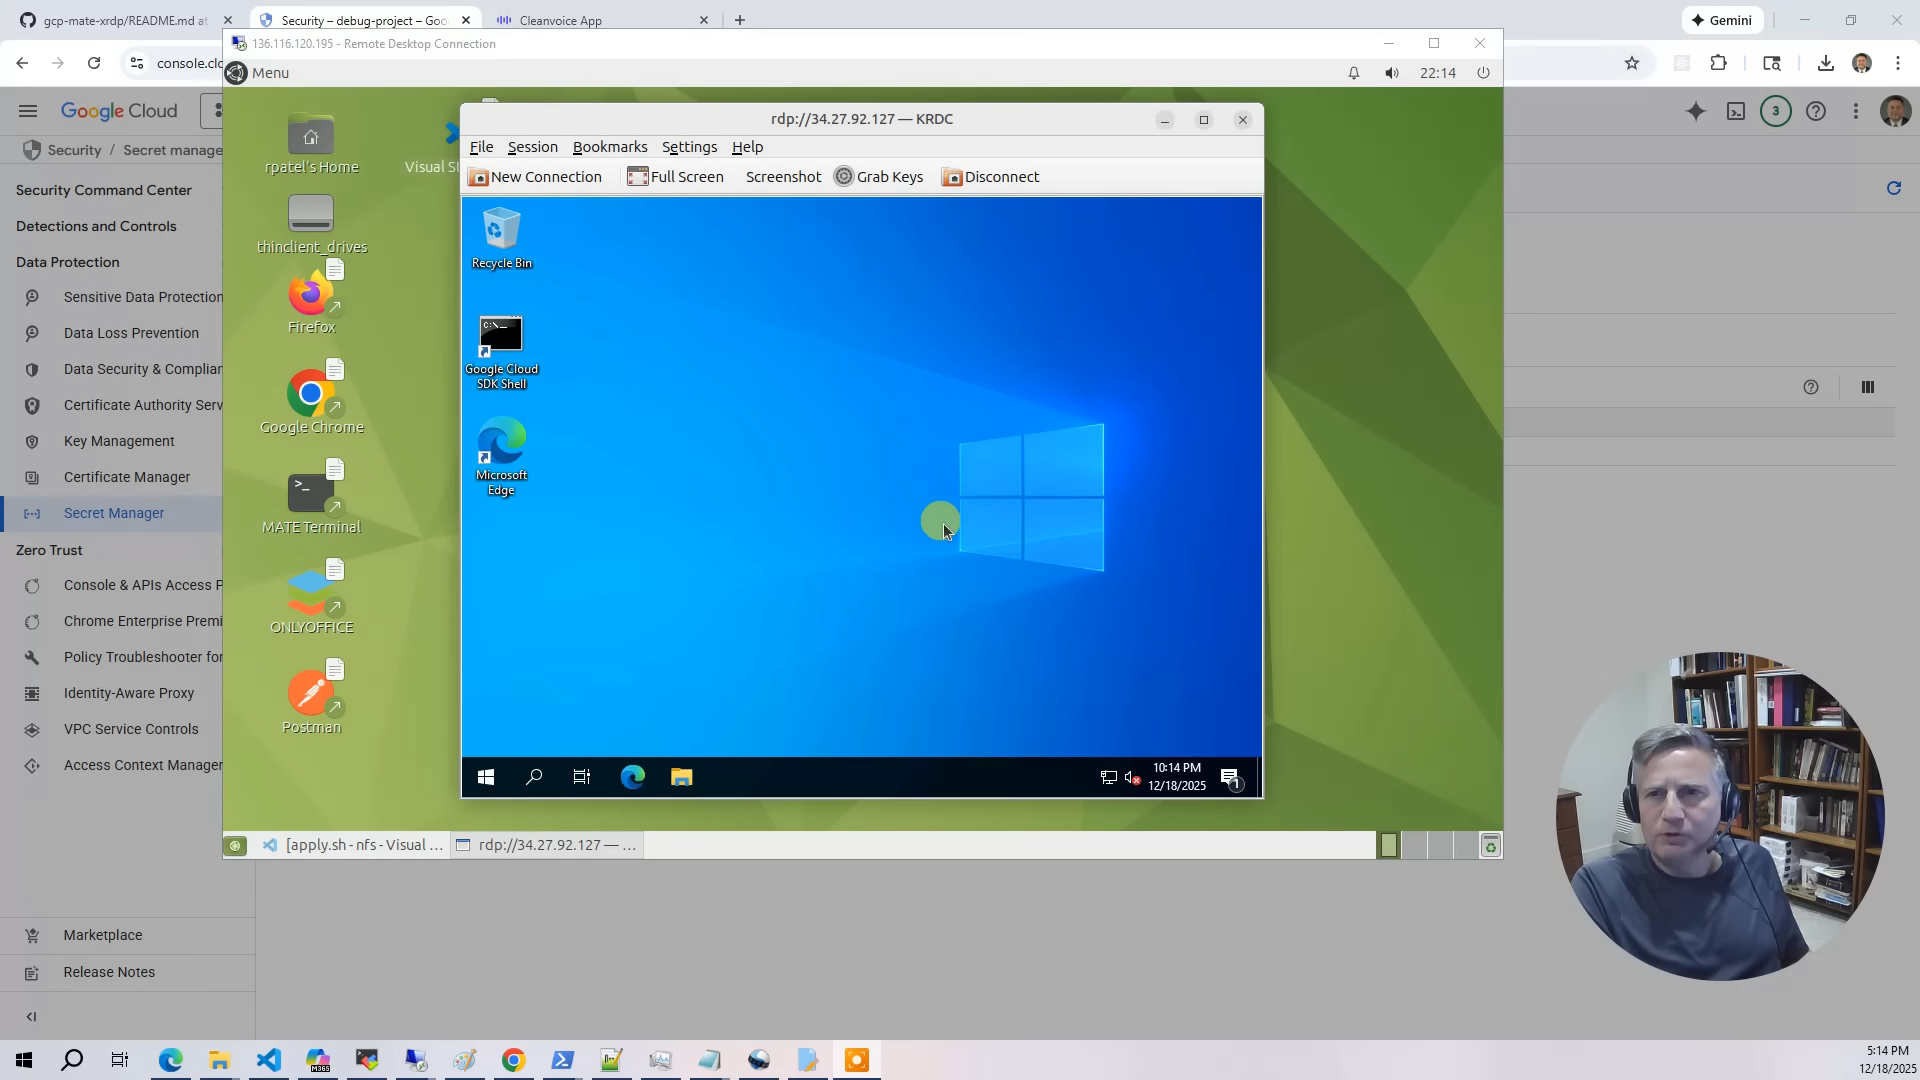 gcp-mate-xrdp/README.md at
Security – debug-project – Goo
Cleanvoice App
Gemini
console.clo
136.116.120.195 - Remote Desktop Connection
Menu
22:14
Google Cloud
3
Security / Secret manage
Security Command Center
Detections and Controls
Data Protection
Sensitive Data Protection
Data Loss Prevention
Data Security & Complian
Certificate Authority Serv
Key Management
Certificate Manager
Secret Manager
Zero Trust
Console & APIs Access P
Chrome Enterprise Premi
Policy Troubleshooter for
Identity-Aware Proxy
VPC Service Controls
Access Context Manager
Marketplace
Release Notes
rpatel's Home
Visual St
thinclient_drives
Firefox
Google Chrome
MATE Terminal
ONLYOFFICE
Postman
rdp://34.27.92.127 — KRDC
File Session Bookmarks Settings Help
New Connection Full Screen Screenshot Grab Keys Disconnect
Recycle Bin
C:\_
Google Cloud
SDK Shell
Microsoft
Edge
10:14 PM
12/18/2025
1
[apply.sh - nfs - Visual ...
rdp://34.27.92.127 — ...
M365
5:14 PM
12/18/2025